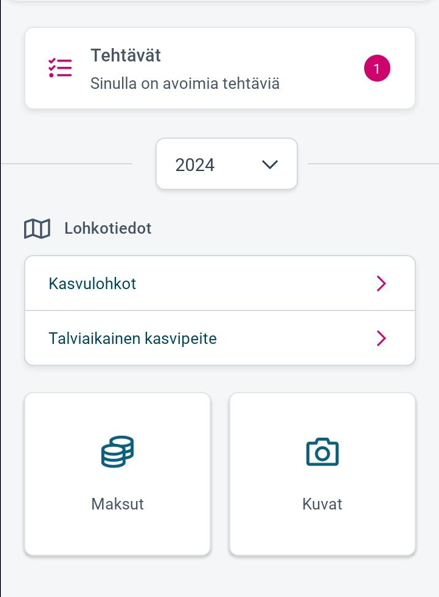 Tehtävät
Sinulla on avoimia tehtäviä
1
2024
Lohkotiedot
Kasvulohkot
Talviaikainen kasvipeite
Maksut
Kuvat